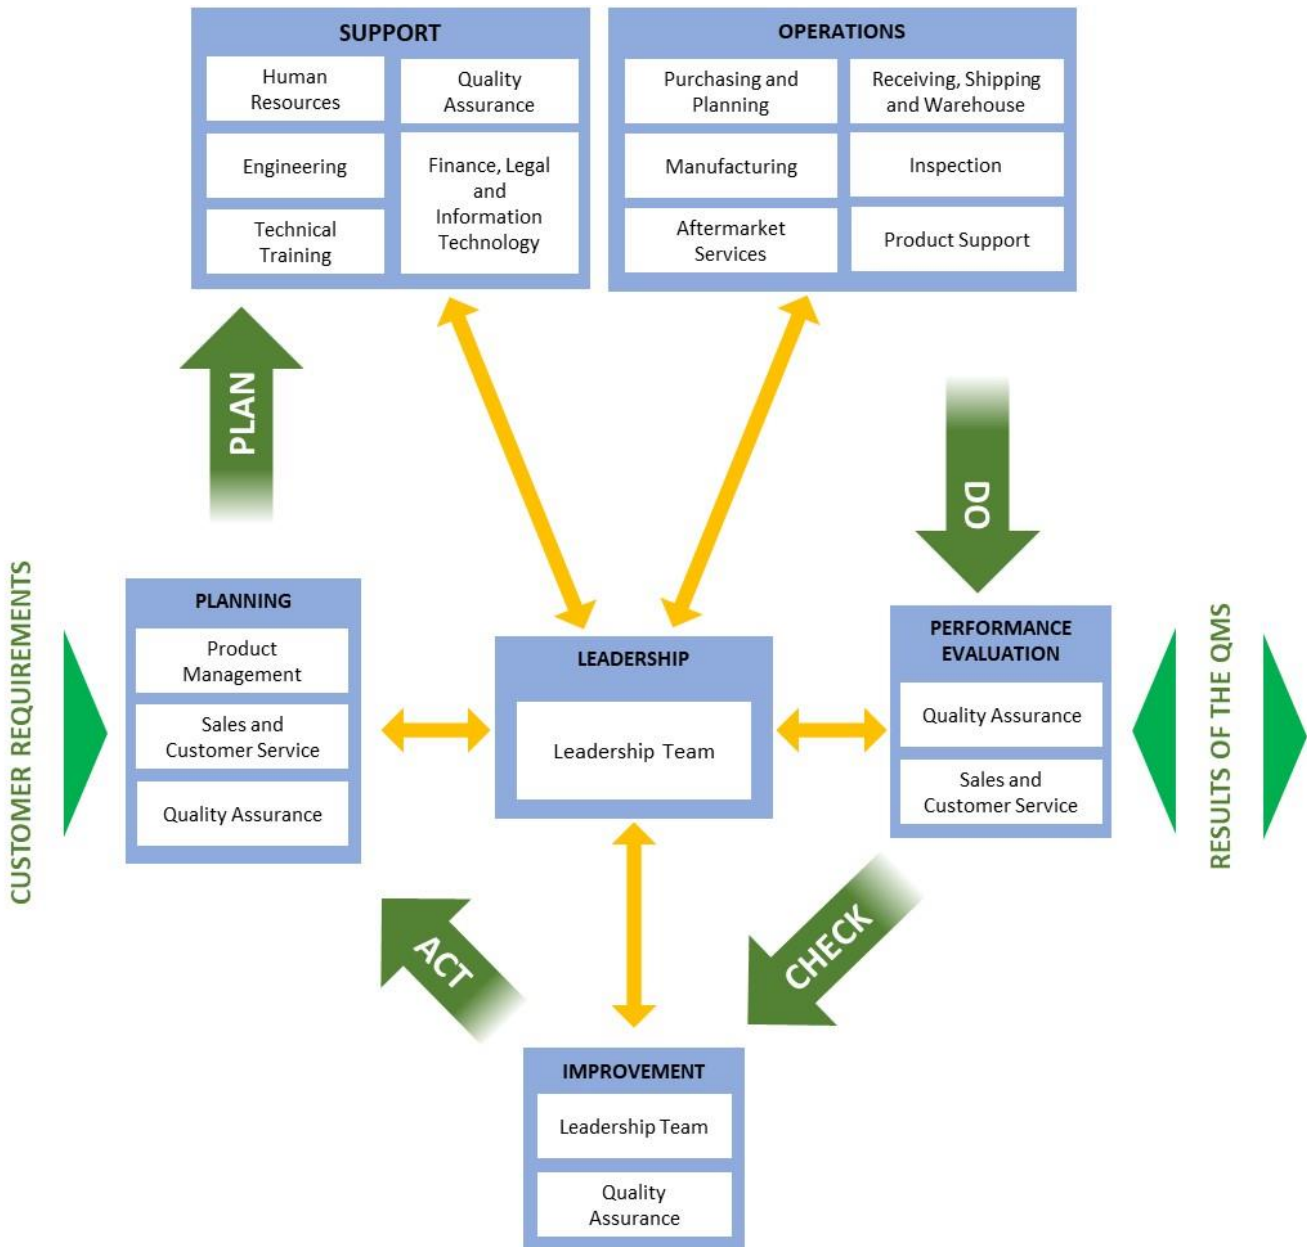 SUPPORT
Human
Resources
Quality
Assurance
Engineering
Finance, Legal
and
Information
Technology
Technical
Training
OPERATIONS
Purchasing and
Planning
Receiving, Shipping
and Warehouse
Manufacturing
Inspection
Aftermarket
Services
Product Support
PLAN
DO
CUSTOMER REQUIREMENTS
PLANNING
Product
Management
Sales and
Customer Service
Quality Assurance
LEADERSHIP
Leadership Team
PERFORMANCE
EVALUATION
Quality Assurance
Sales and
Customer Service
RESULTS OF THE QMS
ACT
CHECK
IMPROVEMENT
Leadership Team
Quality
Assurance